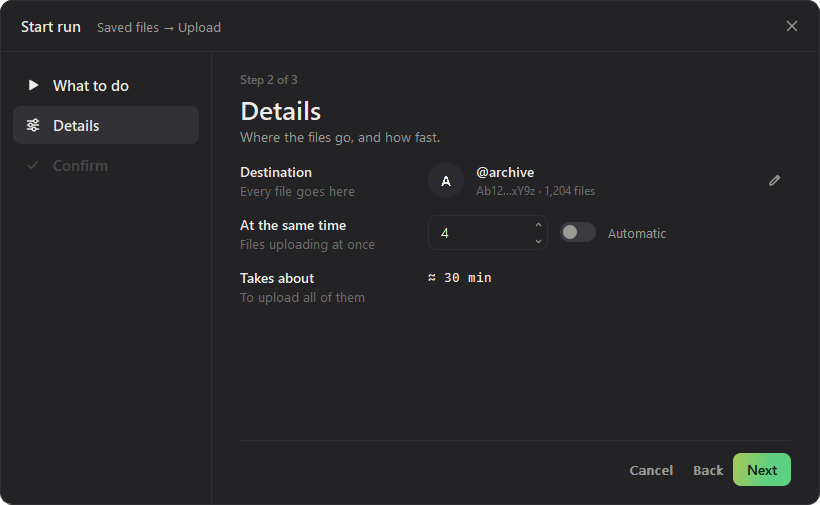 Start run Saved files → Upload
What to do
Details
Confirm
Step 2 of 3
Details
Where the files go, and how fast.
Destination
Every file goes here
A
@archive
Ab12...xY9z · 1,204 files
At the same time
Files uploading at once
4
Automatic
Takes about
To upload all of them
≈ 30 min
Cancel Back Next